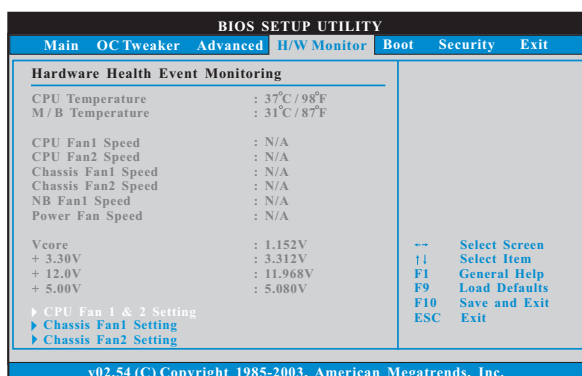 BIOS SETUP UTILITY
Main OC Tweaker Advanced H/W Monitor Boot Security Exit
Hardware Health Event Monitoring
CPU Temperature : 37°C / 98°F
M / B Temperature : 31°C / 87°F
CPU Fan1 Speed : N/A
CPU Fan2 Speed : N/A
Chassis Fan1 Speed : N/A
Chassis Fan2 Speed : N/A
NB Fan1 Speed : N/A
Power Fan Speed : N/A
Vcore : 1.152V
+ 3.30V : 3.312V
+ 12.0V : 11.968V
+ 5.00V : 5.080V
CPU Fan 1 & 2 Setting
Chassis Fan1 Setting
Chassis Fan2 Setting
←→ Select Screen
↑↓ Select Item
F1 General Help
F9 Load Defaults
F10 Save and Exit
ESC Exit
v02.54 (C) Copyright 1985-2003, American Megatrends, Inc.